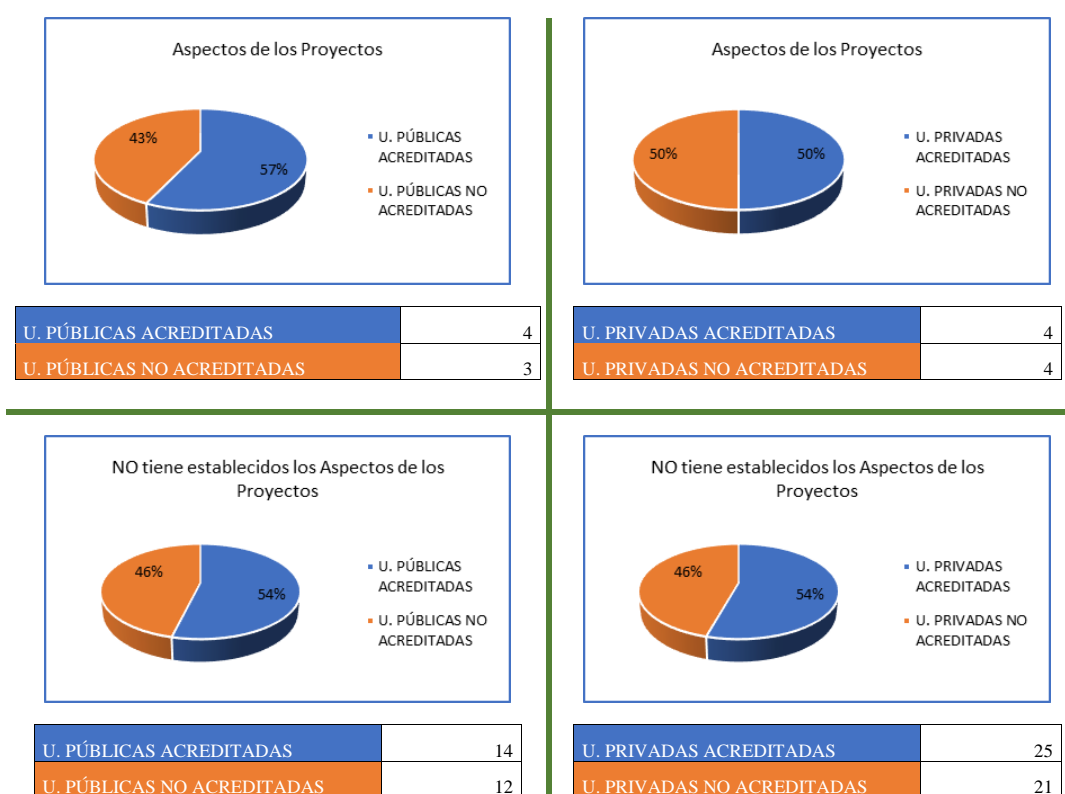 Aspectos de los Proyectos
43%
57%
U. PÚBLICAS
ACREDITADAS
U. PÚBLICAS NO
ACREDITADAS
U. PÚBLICAS ACREDITADAS 4
U. PÚBLICAS NO ACREDITADAS 3
Aspectos de los Proyectos
50%
50%
U. PRIVADAS
ACREDITADAS
U. PRIVADAS NO
ACREDITADAS
U. PRIVADAS ACREDITADAS 4
U. PRIVADAS NO ACREDITADAS 4
NO tiene establecidos los Aspectos de los
Proyectos
46%
54%
U. PÚBLICAS
ACREDITADAS
U. PÚBLICAS NO
ACREDITADAS
U. PÚBLICAS ACREDITADAS 14
U. PÚBLICAS NO ACREDITADAS 12
NO tiene establecidos los Aspectos de los
Proyectos
46%
54%
U. PRIVADAS
ACREDITADAS
U. PRIVADAS NO
ACREDITADAS
U. PRIVADAS ACREDITADAS 25
U. PRIVADAS NO ACREDITADAS 21